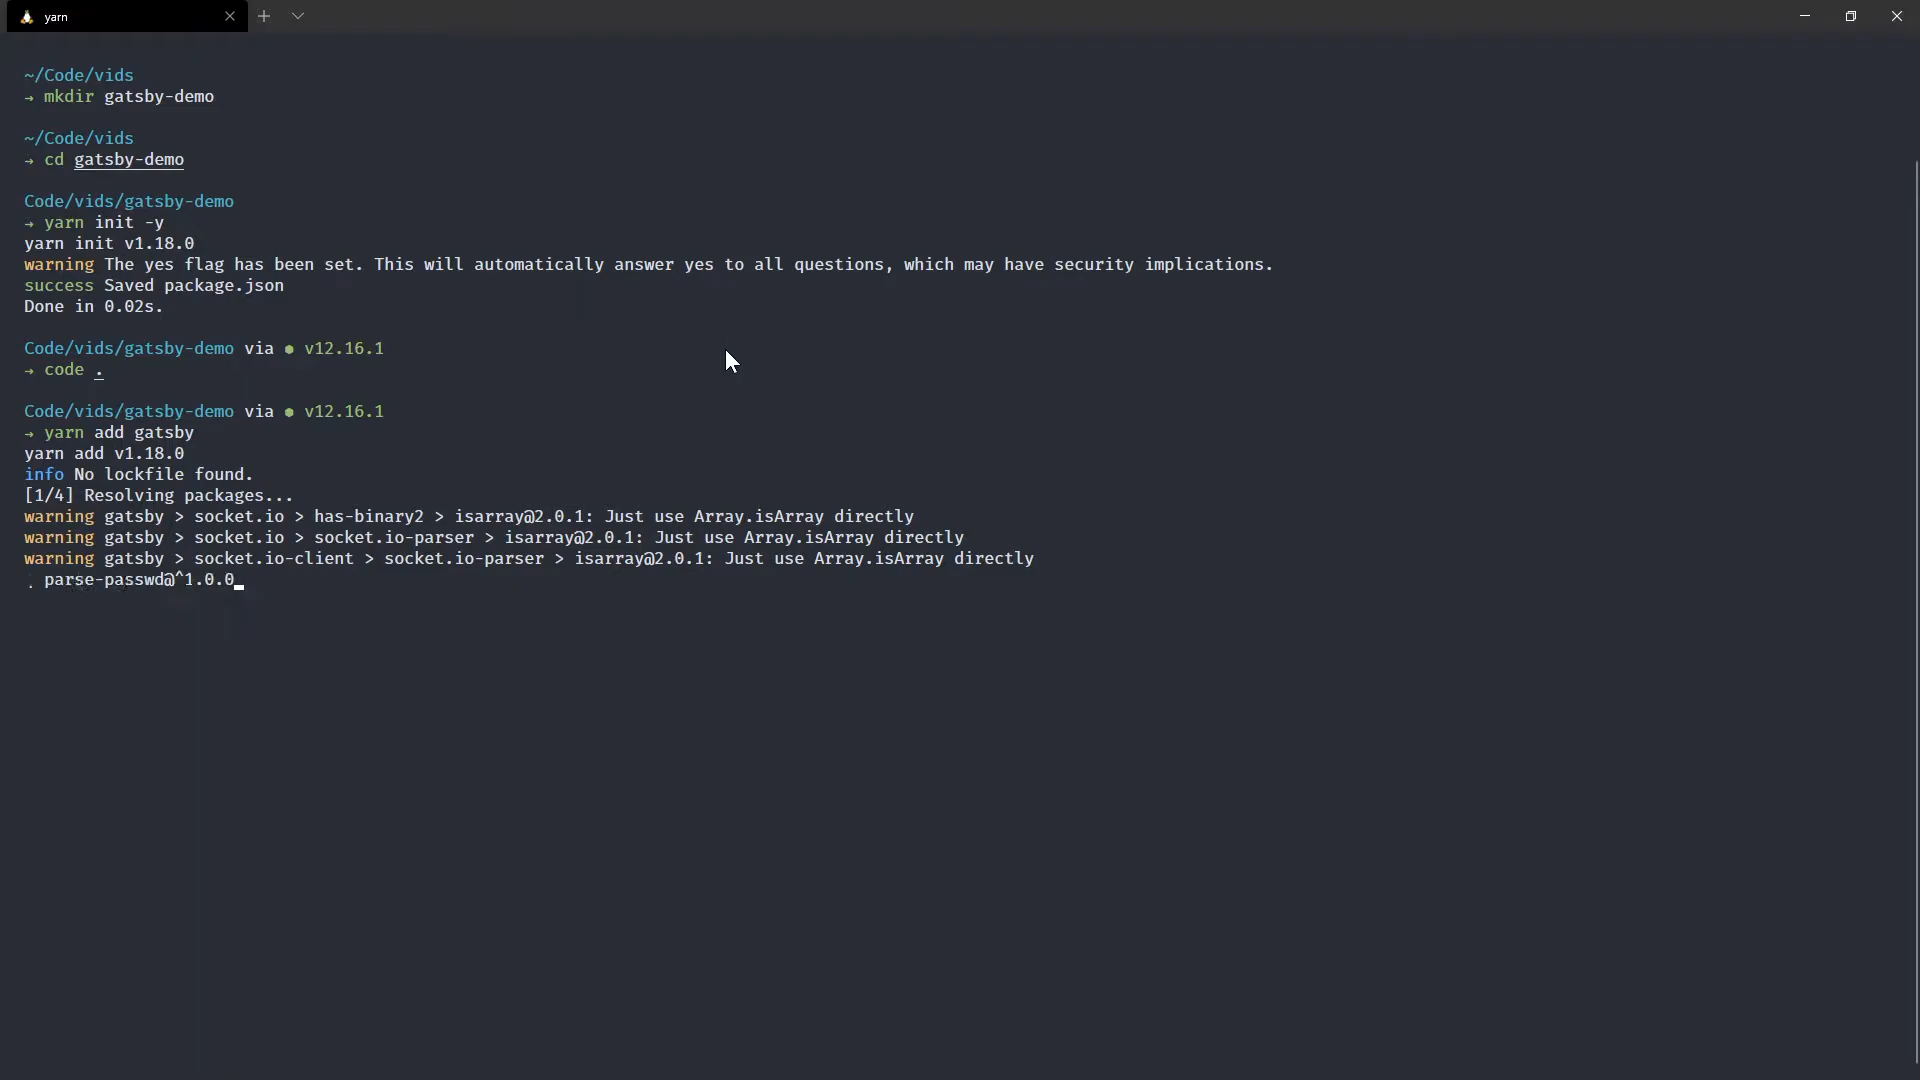 yarn
~/Code/vids
→ mkdir gatsby-demo
~/Code/vids
→ cd gatsby-demo
Code/vids/gatsby-demo
→ yarn init -y
yarn init v1.18.0
warning The yes flag has been set. This will automatically answer yes to all questions, which may have security implications.
success Saved package.json
Done in 0.02s.
Code/vids/gatsby-demo via ⬢ v12.16.1
→ code .
Code/vids/gatsby-demo via ⬢ v12.16.1
→ yarn add gatsby
yarn add v1.18.0
info No lockfile found.
[1/4] Resolving packages...
warning gatsby > socket.io > has-binary2 > isarray@2.0.1: Just use Array.isArray directly
warning gatsby > socket.io > socket.io-parser > isarray@2.0.1: Just use Array.isArray directly
warning gatsby > socket.io-client > socket.io-parser > isarray@2.0.1: Just use Array.isArray directly
. parse-passwd@^1.0.0